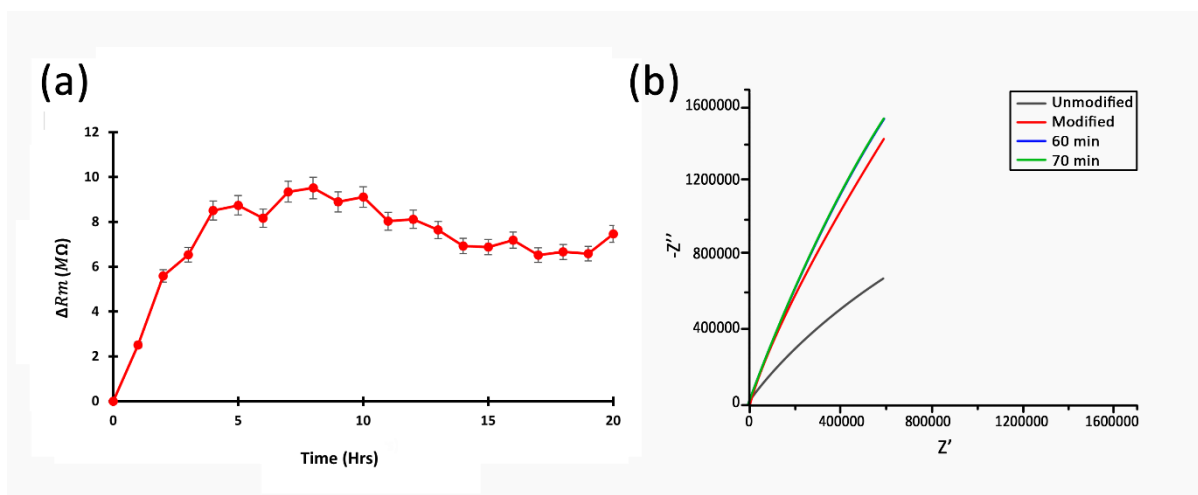 (a)
12
10
8
6
4
2
0
ΔRm (MΩ)
0 5 10 15 20
Time (Hrs)
(b)
1600000
1200000
800000
400000
0
-Z''
0 400000 800000 1200000 1600000
Z'
Unmodified
Modified
60 min
70 min